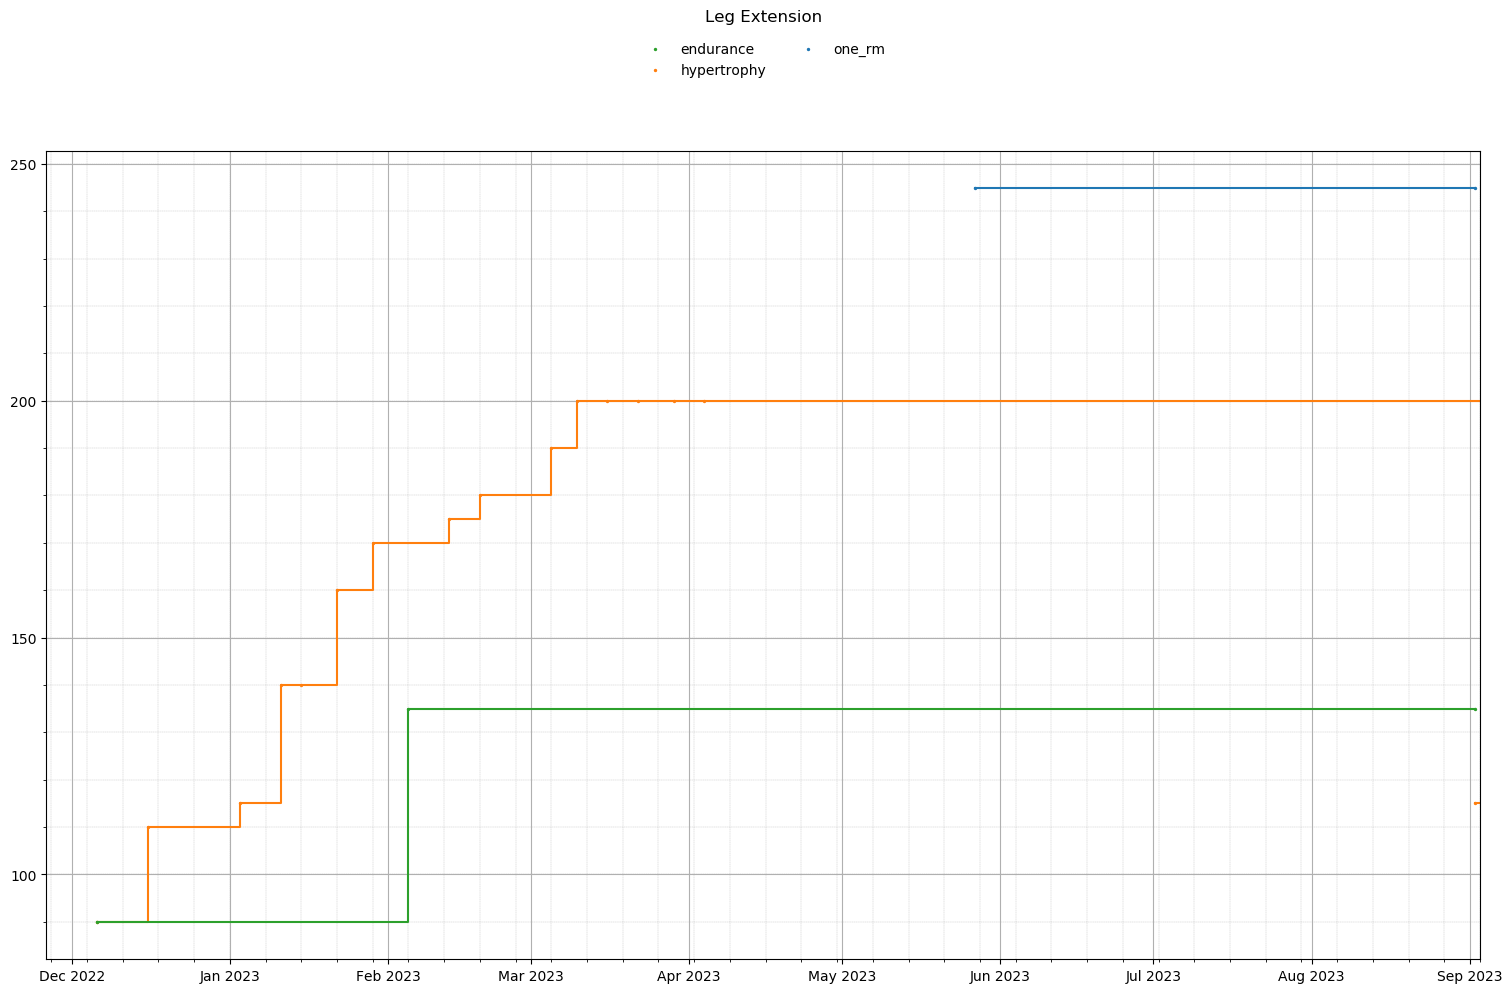 Leg Extension
endurance
hypertrophy
one_rm
250
200
150
100
Dec 2022
Jan 2023
Feb 2023
Mar 2023
Apr 2023
May 2023
Jun 2023
Jul 2023
Aug 2023
Sep 2023